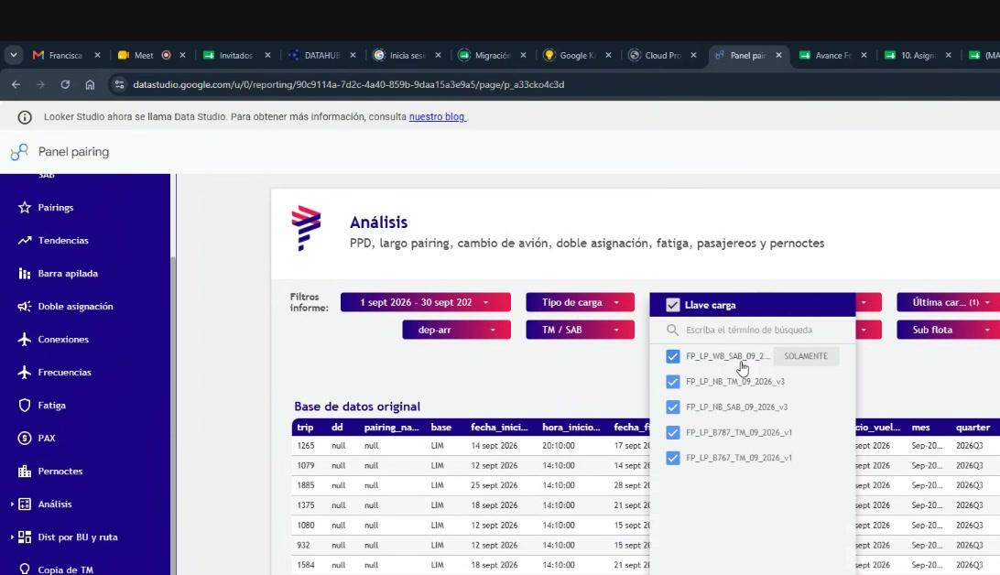 Francisca
Meet
Invitados
DATAHUB
Inicia sesi
Migración
Google K
Cloud Pro
Panel pair
Avance F
10. Asign
(MA
datastudio.google.com/u/0/reporting/90c9114a-7d2c-4a40-859b-9daa15a3e9a5/page/p_a33cko4c3d
Looker Studio ahora se llama Data Studio. Para obtener más información, consulta nuestro blog.
Panel pairing
SAB
Pairings
Tendencias
Barra apilada
Doble asignación
Conexiones
Frecuencias
Fatiga
PAX
Pernoctes
Análisis
Dist por BU y ruta
Copia de TM
Análisis
PPD, largo pairing, cambio de avión, doble asignación, fatiga, pasajereos y pernoctes
Filtros informe:
1 sept 2026 - 30 sept 202
Tipo de carga
Última car... (1)
dep-arr
TM / SAB
Sub flota
Llave carga
Escriba el término de búsqueda
FP_LP_WB_SAB_09_2... SOLAMENTE
FP_LP_NB_TM_09_2026_v3
FP_LP_NB_SAB_09_2026_v3
FP_LP_B787_TM_09_2026_v1
FP_LP_B767_TM_09_2026_v1
Base de datos original
trip dd pairing_na... base fecha_inici... hora_inicio... fecha_fi cio_vuel... mes quarter
1265 null null LIM 14 sept 2026 20:10:00 17 sept 20 sept 2026 Sep-20... 2026Q3
1079 null null LIM 12 sept 2026 14:10:00 14 sept 20 sept 2026 Sep-20... 2026Q3
1885 null null LIM 25 sept 2026 14:10:00 28 sept 20 sept 2026 Sep-20... 2026Q3
1375 null null LIM 18 sept 2026 14:10:00 21 sept 20 sept 2026 Sep-20... 2026Q3
1080 null null LIM 12 sept 2026 14:10:00 15 sept 20 sept 2026 Sep-20... 2026Q3
932 null null LIM 12 sept 2026 14:10:00 15 sept 20 sept 2026 Sep-20... 2026Q3
1584 null null LIM 18 sept 2026 14:10:00 21 sept 20 sept 2026 Sep-20... 2026Q3